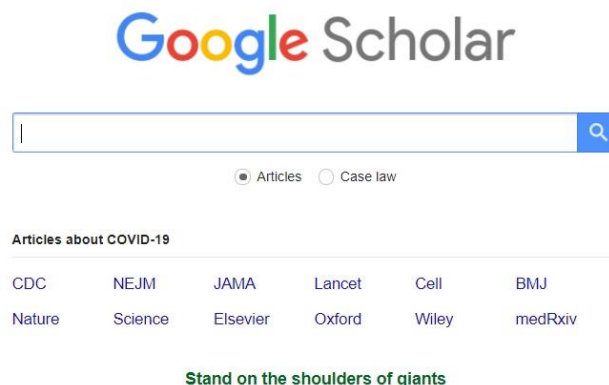 Google Scholar
Articles Case law
Articles about COVID-19
CDC NEJM JAMA Lancet Cell BMJ
Nature Science Elsevier Oxford Wiley medRxiv
Stand on the shoulders of giants